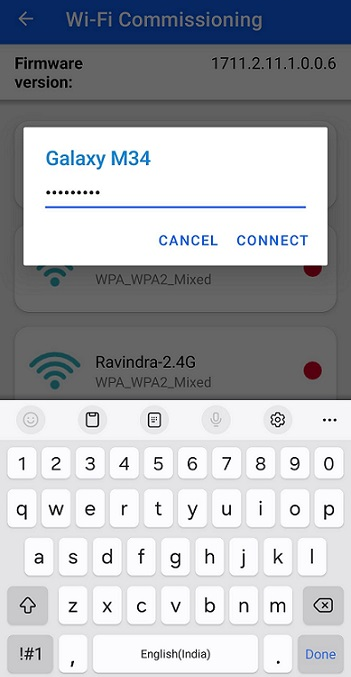 Wi-Fi Commissioning
Firmware version:
1711.2.11.1.0.0.6
Galaxy M34
•••••••••
CANCEL CONNECT
WPA_WPA2_Mixed
Ravindra-2.4G
WPA_WPA2_Mixed
1 2 3 4 5 6 7 8 9 0
q w e r t y u i o p
a s d f g h j k l
z x c v b n m
!#1 , English(India) . Done